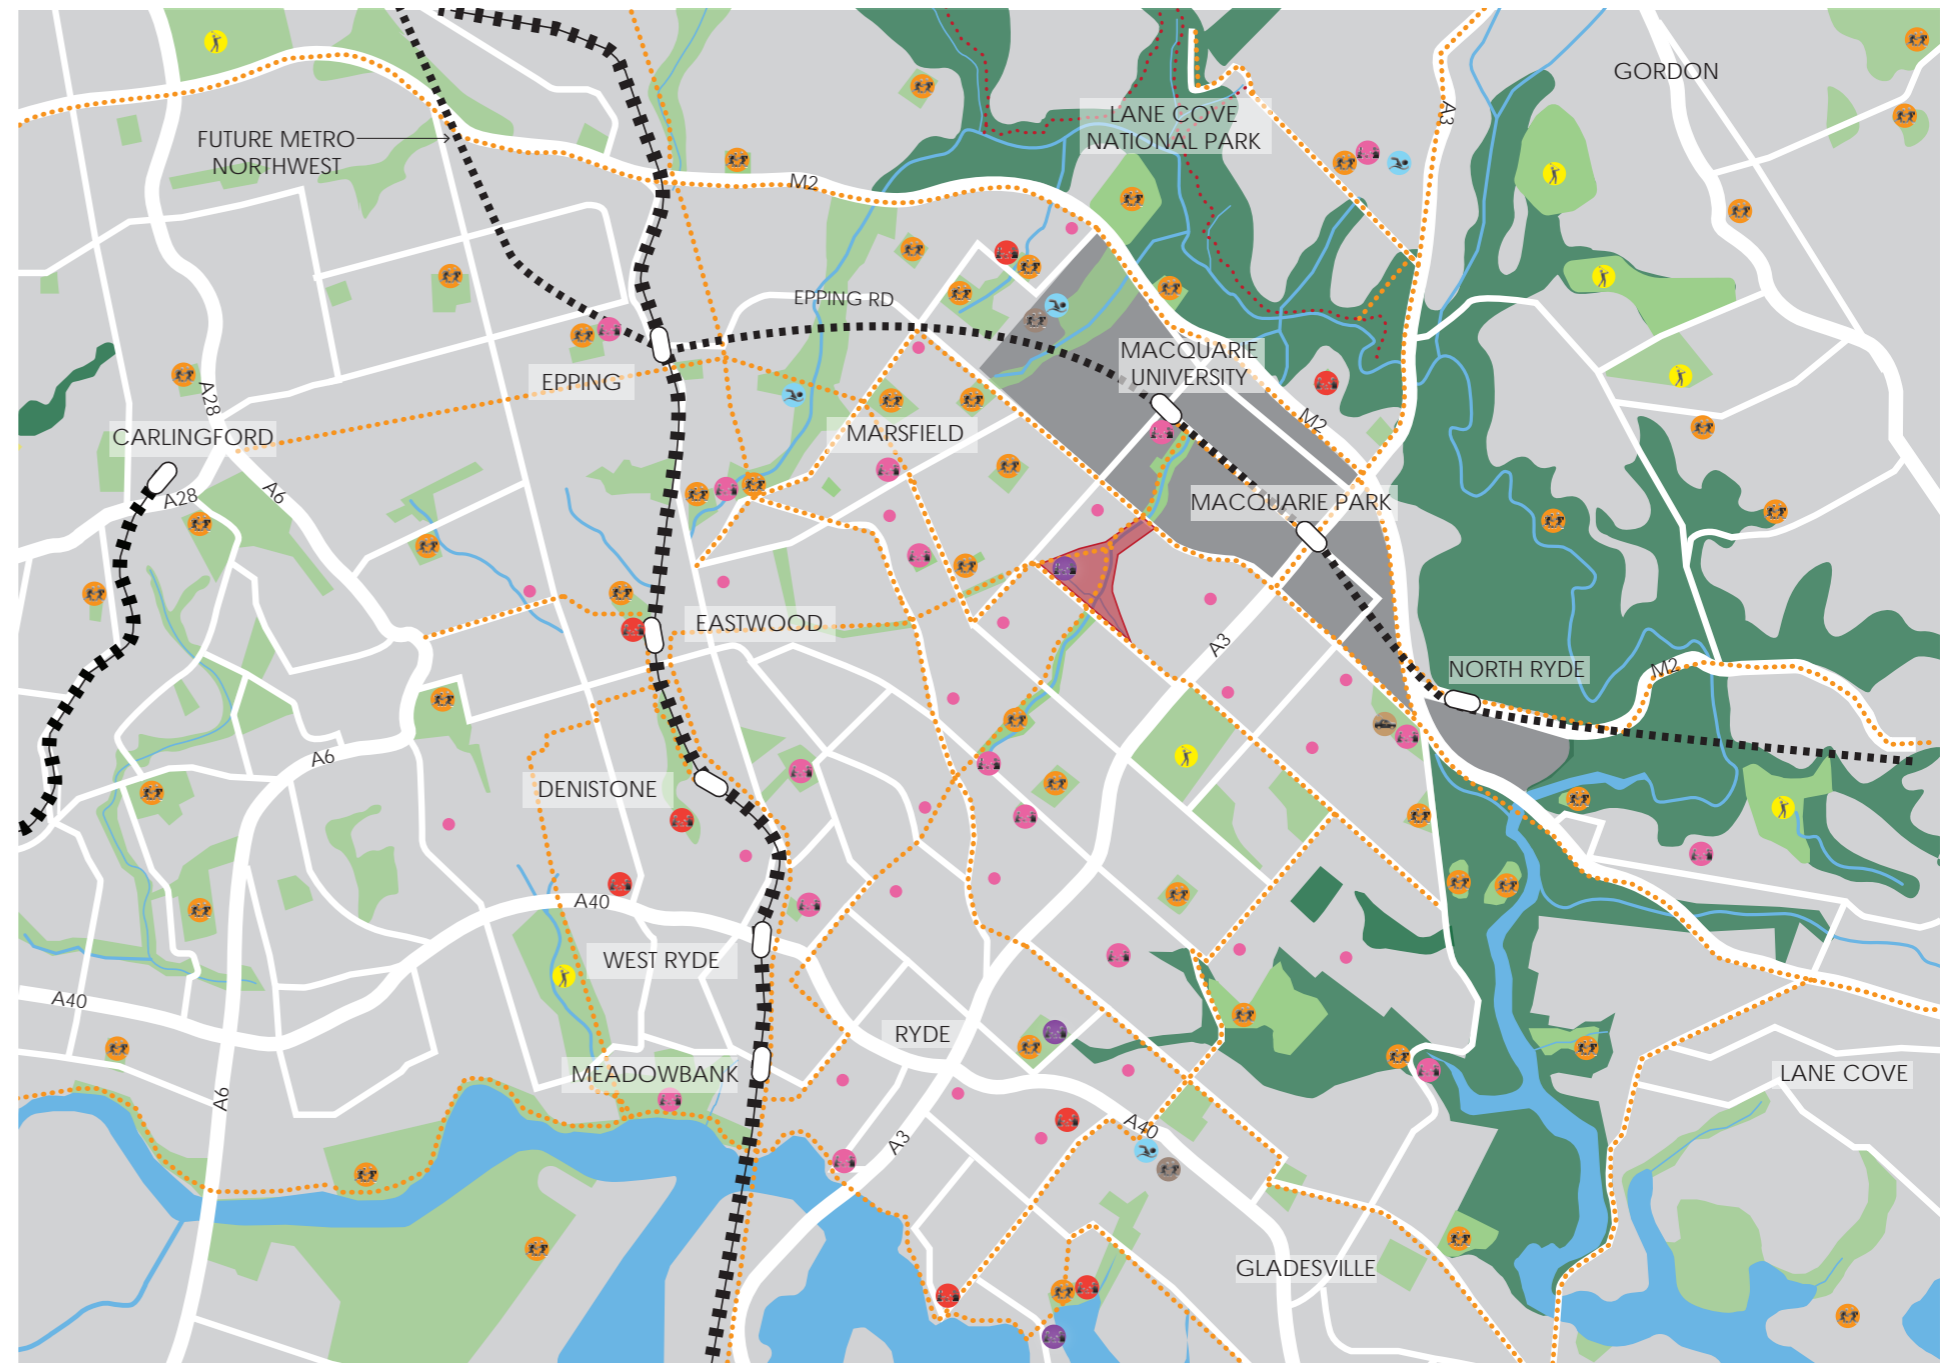 GORDON
A3
LANE COVE
NATIONAL PARK
FUTURE METRO
NORTHWEST
M2
EPPING RD
MACQUARIE
UNIVERSITY
EPPING
A28
M2
CARLINGFORD
MARSFIELD
A28
A6
MACQUARIE PARK
EASTWOOD
A3
NORTH RYDE
M2
A6
DENISTONE
A40
WEST RYDE
A40
RYDE
MEADOWBANK
LANE COVE
A6
A40
A3
GLADESVILLE